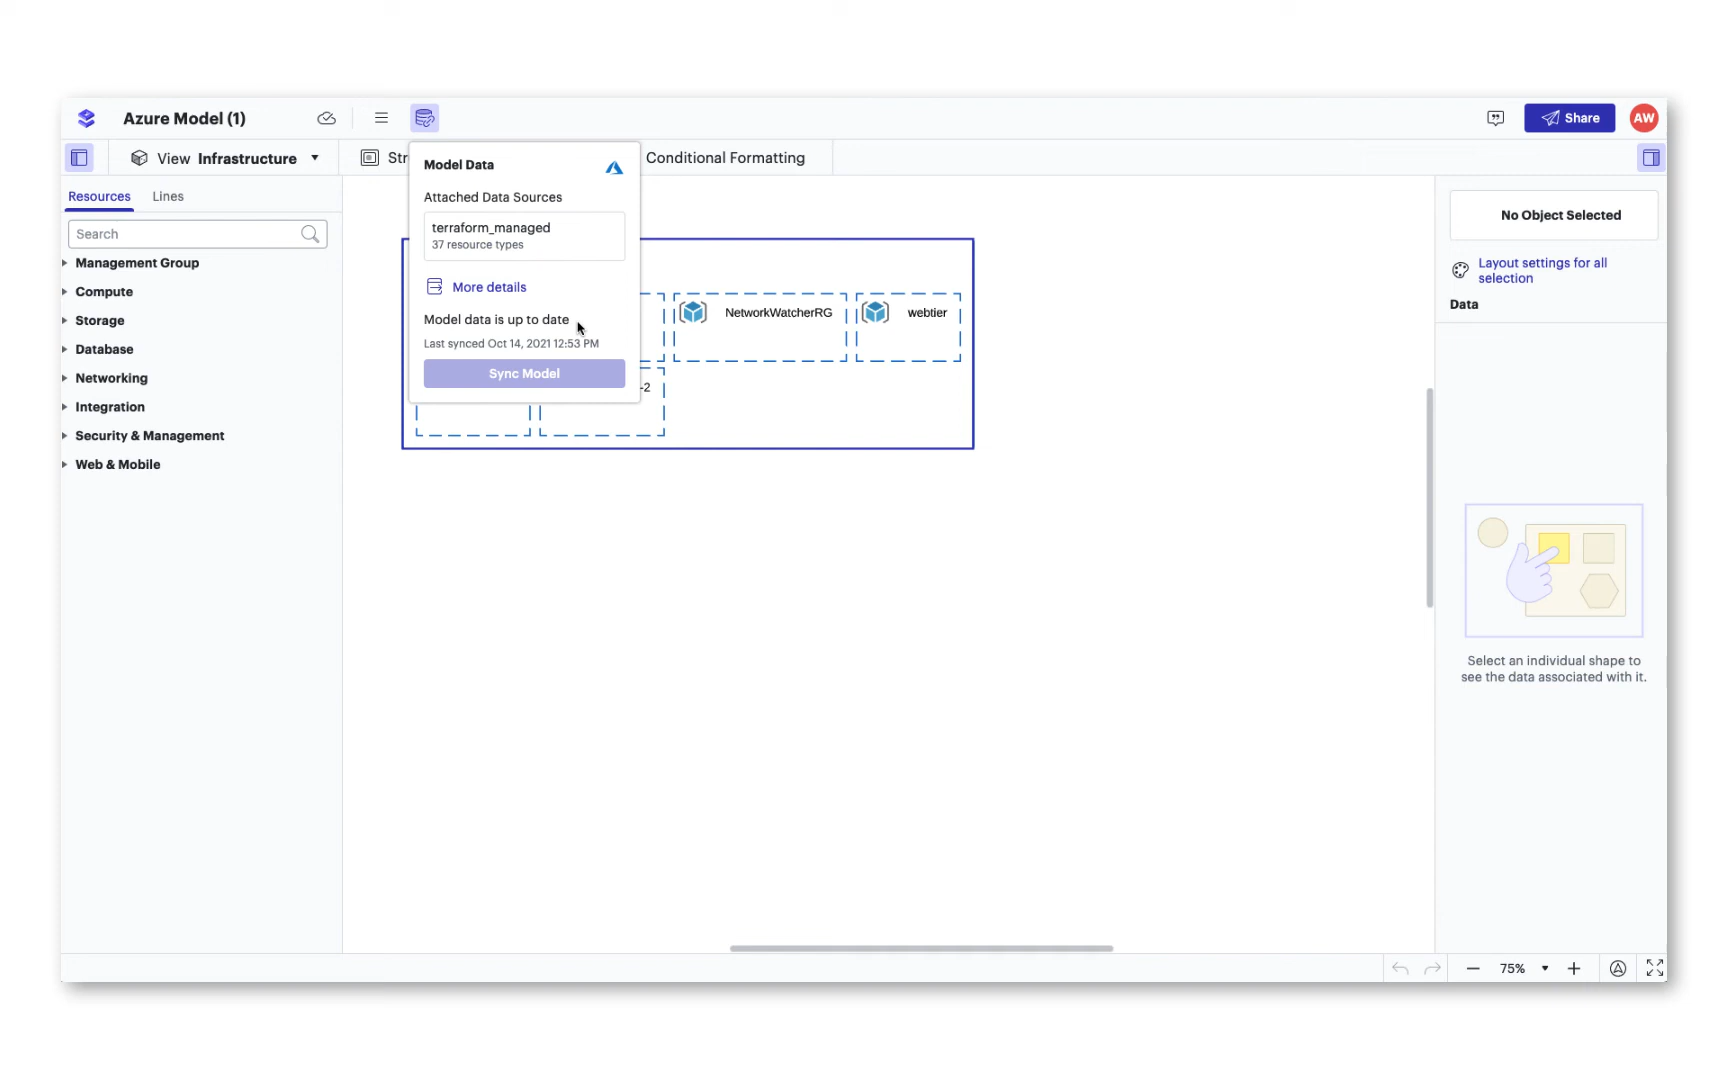 Azure Model (1)
Share
AW
View Infrastructure
Str
Conditional Formatting
Resources
Lines
Search
Management Group
Compute
Storage
Database
Networking
Integration
Security & Management
Web & Mobile
Model Data
Attached Data Sources
terraform_managed
37 resource types
More details
Model data is up to date
Last synced Oct 14, 2021 12:53 PM
Sync Model
NetworkWatcherRG
webtier
-2
No Object Selected
Layout settings for all
selection
Data
Select an individual shape to
see the data associated with it.
75%